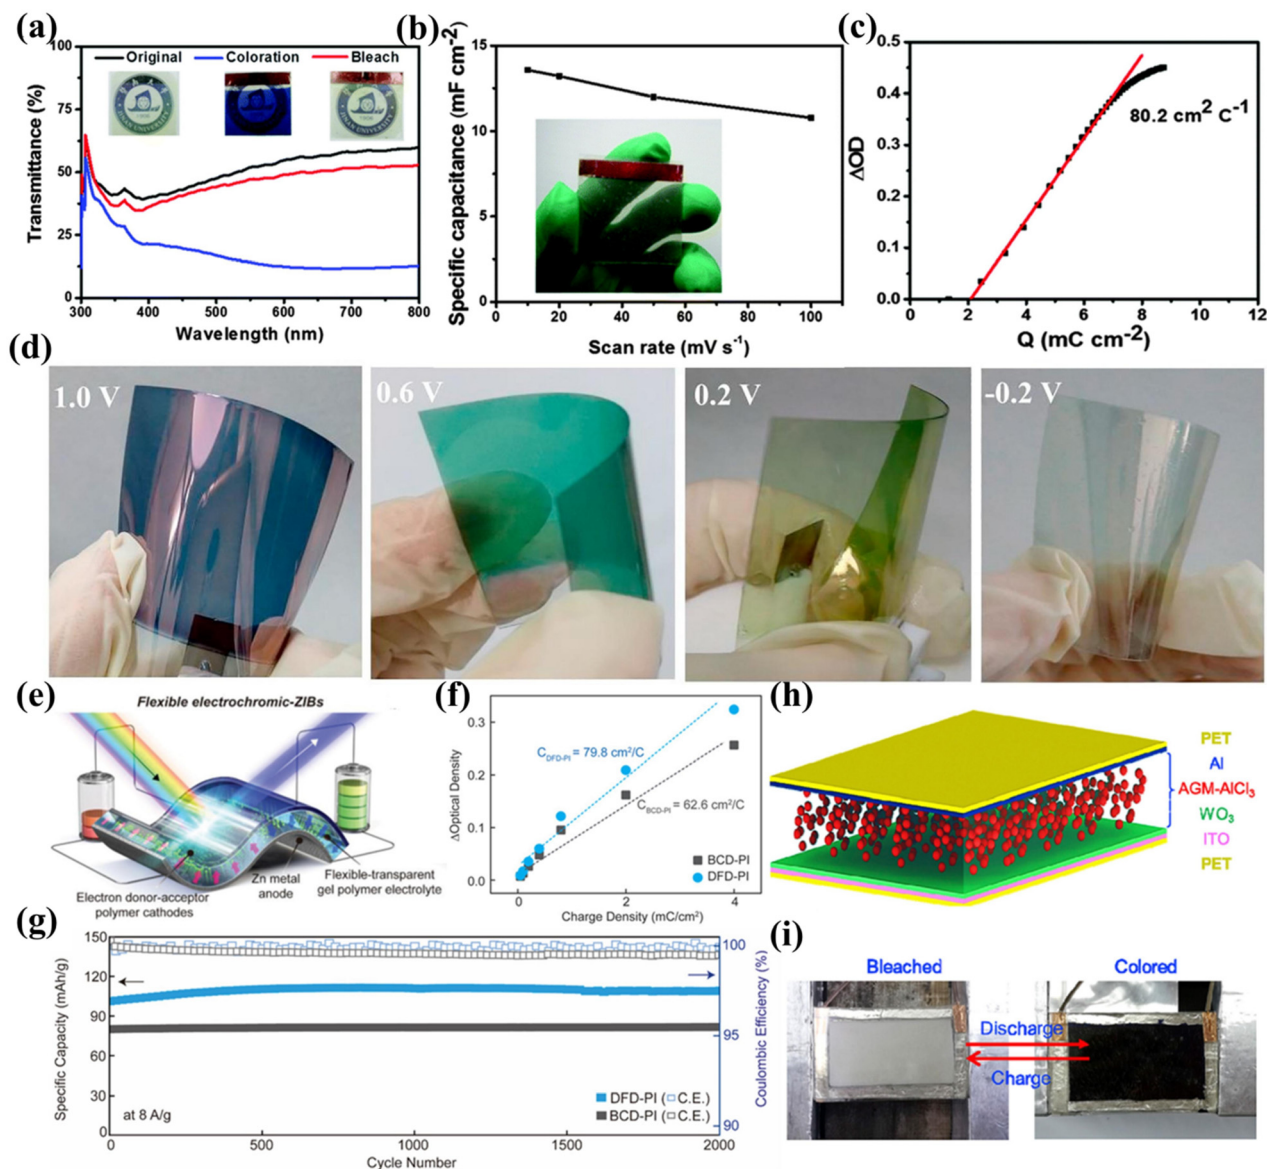 (a)
100
75
50
25
0
Transmittance (%)
Original Coloration Bleach
JINAN UNIVERSITY
JINAN UNIVERSITY
300 400 500 600 700 800
Wavelength (nm)
(b)
15
10
5
0
Specific capacitance (mF cm-2)
0 20 40 60 80 100
Scan rate (mV s-1)
(c)
0.5
0.4
0.3
0.2
0.1
0.0
ΔOD
80.2 cm2 C-1
0 2 4 6 8 10 12
Q (mC cm-2)
(d)
1.0 V
0.6 V
0.2 V
-0.2 V
(e)
Flexible electrochromic-ZIBs
Electron donor-acceptor
polymer cathodes
Zn metal
anode
Flexible-transparent
gel polymer electrolyte
(f)
0.3
0.2
0.1
0.0
ΔOptical Density
CDFD-PI = 79.8 cm2/C
CBCD-PI = 62.6 cm2/C
BCD-PI
DFD-PI
0 2 4
Charge Density (mC/cm2)
(h)
PET
Al
AGM-AlCl3
WO3
ITO
PET
(g)
150
120
90
60
30
0
Specific Capacity (mAh/g)
100
95
90
Coulombic Efficiency (%)
at 8 A/g
DFD-PI ( C.E.)
BCD-PI ( C.E.)
0 500 1000 1500 2000
Cycle Number
(i)
Bleached
Colored
Discharge
Charge